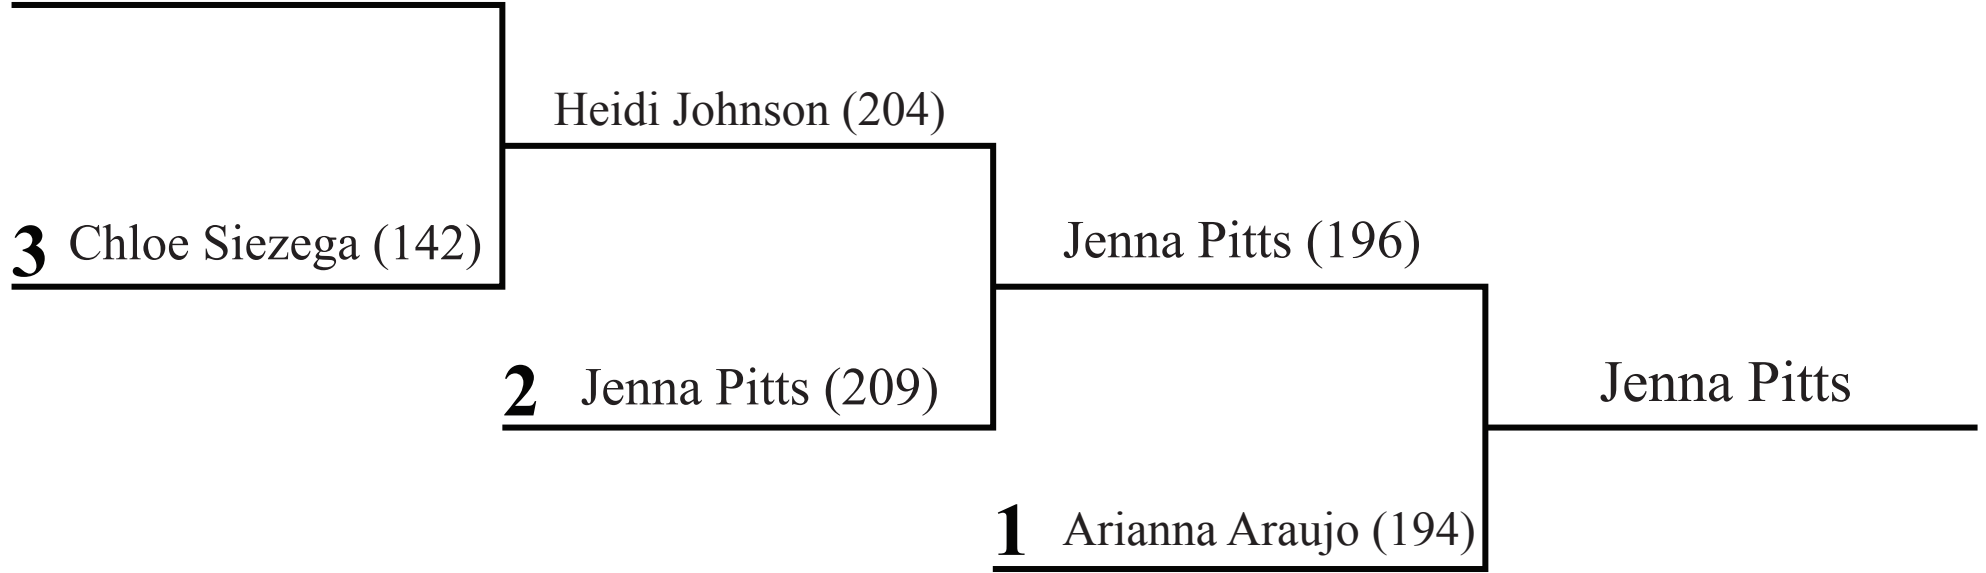 Heidi Johnson (204)
3 Chloe Siezega (142)
Jenna Pitts (196)
2 Jenna Pitts (209)
Jenna Pitts
1 Arianna Araujo (194)